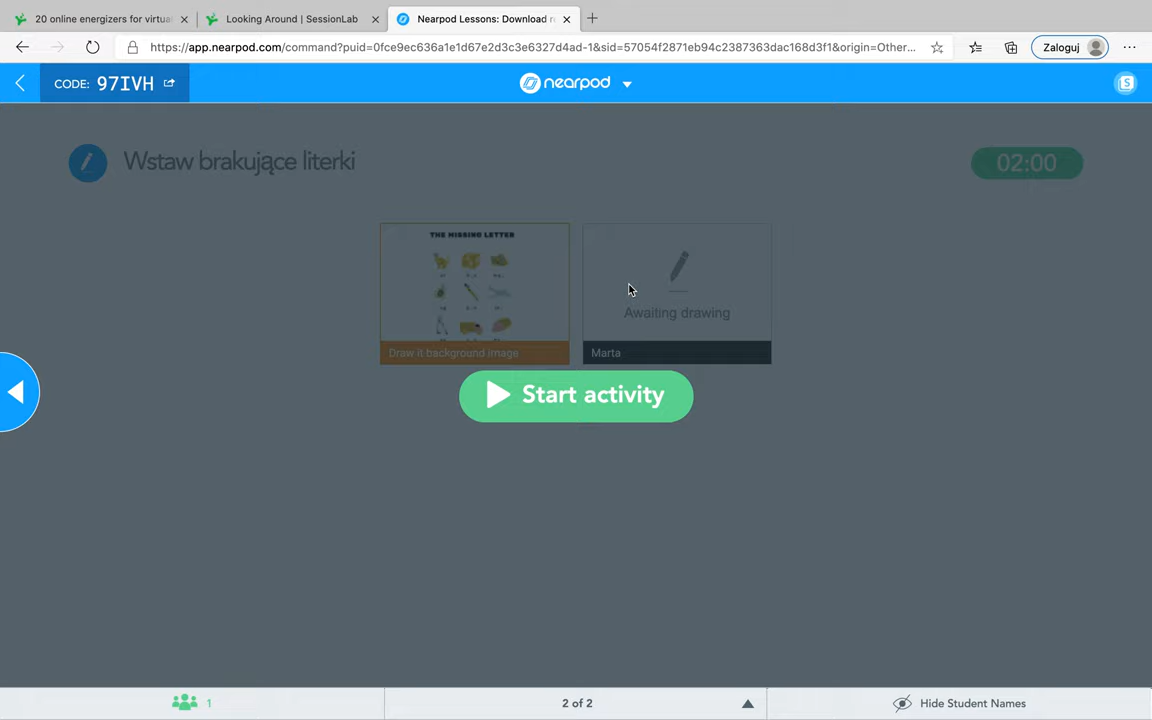 20 online energizers for virtua
Looking Around | SessionLab
Nearpod Lessons: Download r
https://app.nearpod.com/command?puid=0fce9ec636a1e1d67e2d3c3e6327d4ad-1&sid=57054f2871eb94c2387363dac168d3f1&origin=Other...
Zaloguj
CODE: 97IVH
nearpod
S
Wstaw brakujące literki
02:00
THE MISSING LETTER
Awaiting drawing
Draw it background image
Marta
Start activity
1
2 of 2
Hide Student Names